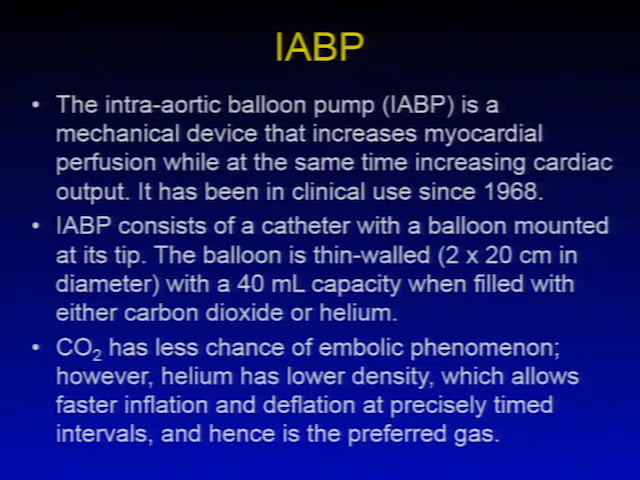 IABP
• The intra-aortic balloon pump (IABP) is a
mechanical device that increases myocardial
perfusion while at the same time increasing cardiac
output. It has been in clinical use since 1968.
• IABP consists of a catheter with a balloon mounted
at its tip. The balloon is thin-walled (2 x 20 cm in
diameter) with a 40 mL capacity when filled with
either carbon dioxide or helium.
• CO₂ has less chance of embolic phenomenon;
however, helium has lower density, which allows
faster inflation and deflation at precisely timed
intervals, and hence is the preferred gas.